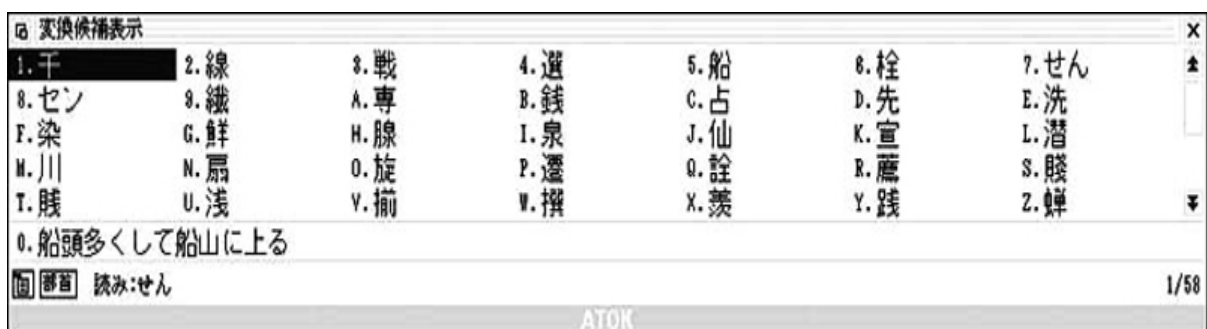 変換候補表示
1.千 2.線 3.戦 4.選 5.船 6.栓 7.せん
8.セン 9.繊 A.専 B.銭 C.占 D.先 E.洗
F.染 G.鮮 H.腺 I.泉 J.仙 K.宣 L.潜
M.川 N.扇 O.旋 P.遷 Q.詮 R.薦 S.賤
T.賎 U.浅 V.揃 W.撰 X.羨 Y.践 Z.蝉
0.船頭多くして船山に上る
部首 読み:せん 1/58
ATOK